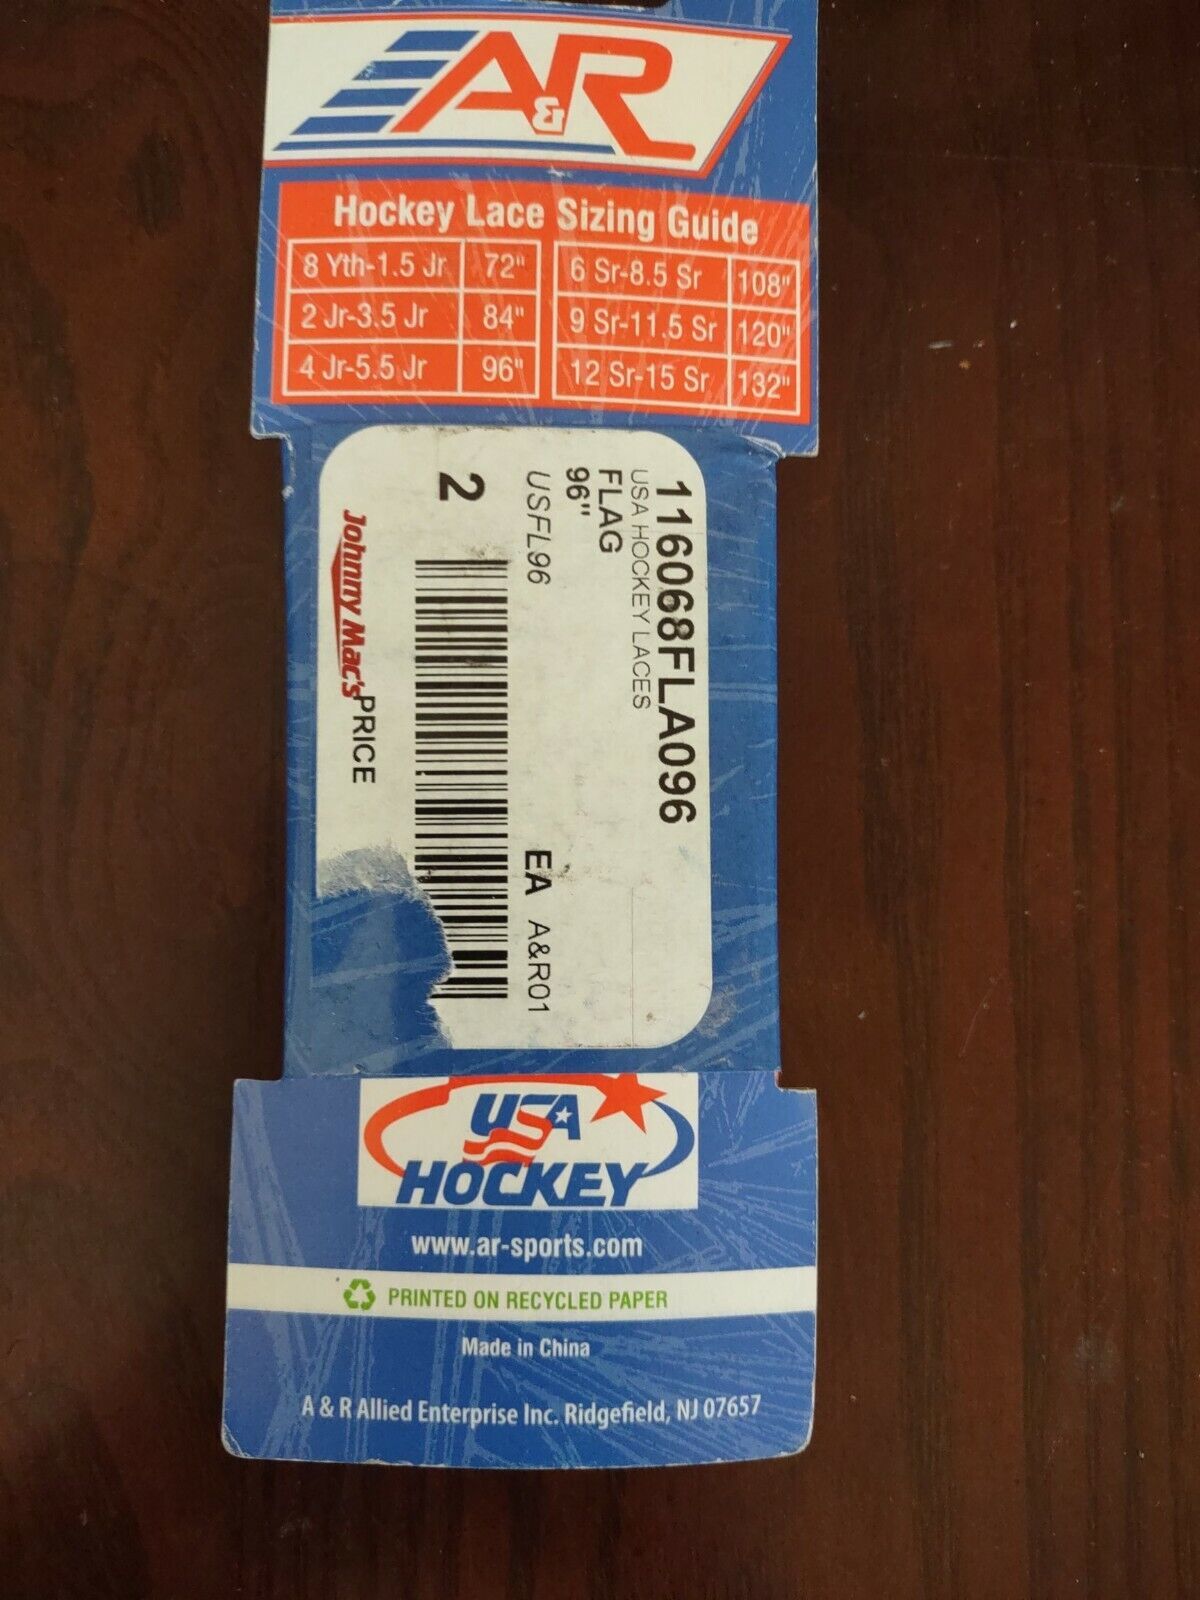 A&R
Hockey Lace Sizing Guide
8 Yth-1.5 Jr 72"
2 Jr-3.5 Jr 84"
4 Jr-5.5 Jr 96"
6 Sr-8.5 Sr 108"
9 Sr-11.5 Sr 120"
12 Sr-15 Sr 132"
116068FLA096
USA HOCKEY LACES
FLAG
96"
USFL96 EA A&R01
2
Johnny Mac's PRICE
USA
HOCKEY
www.ar-sports.com
PRINTED ON RECYCLED PAPER
Made in China
A & R Allied Enterprise Inc. Ridgefield, NJ 07657